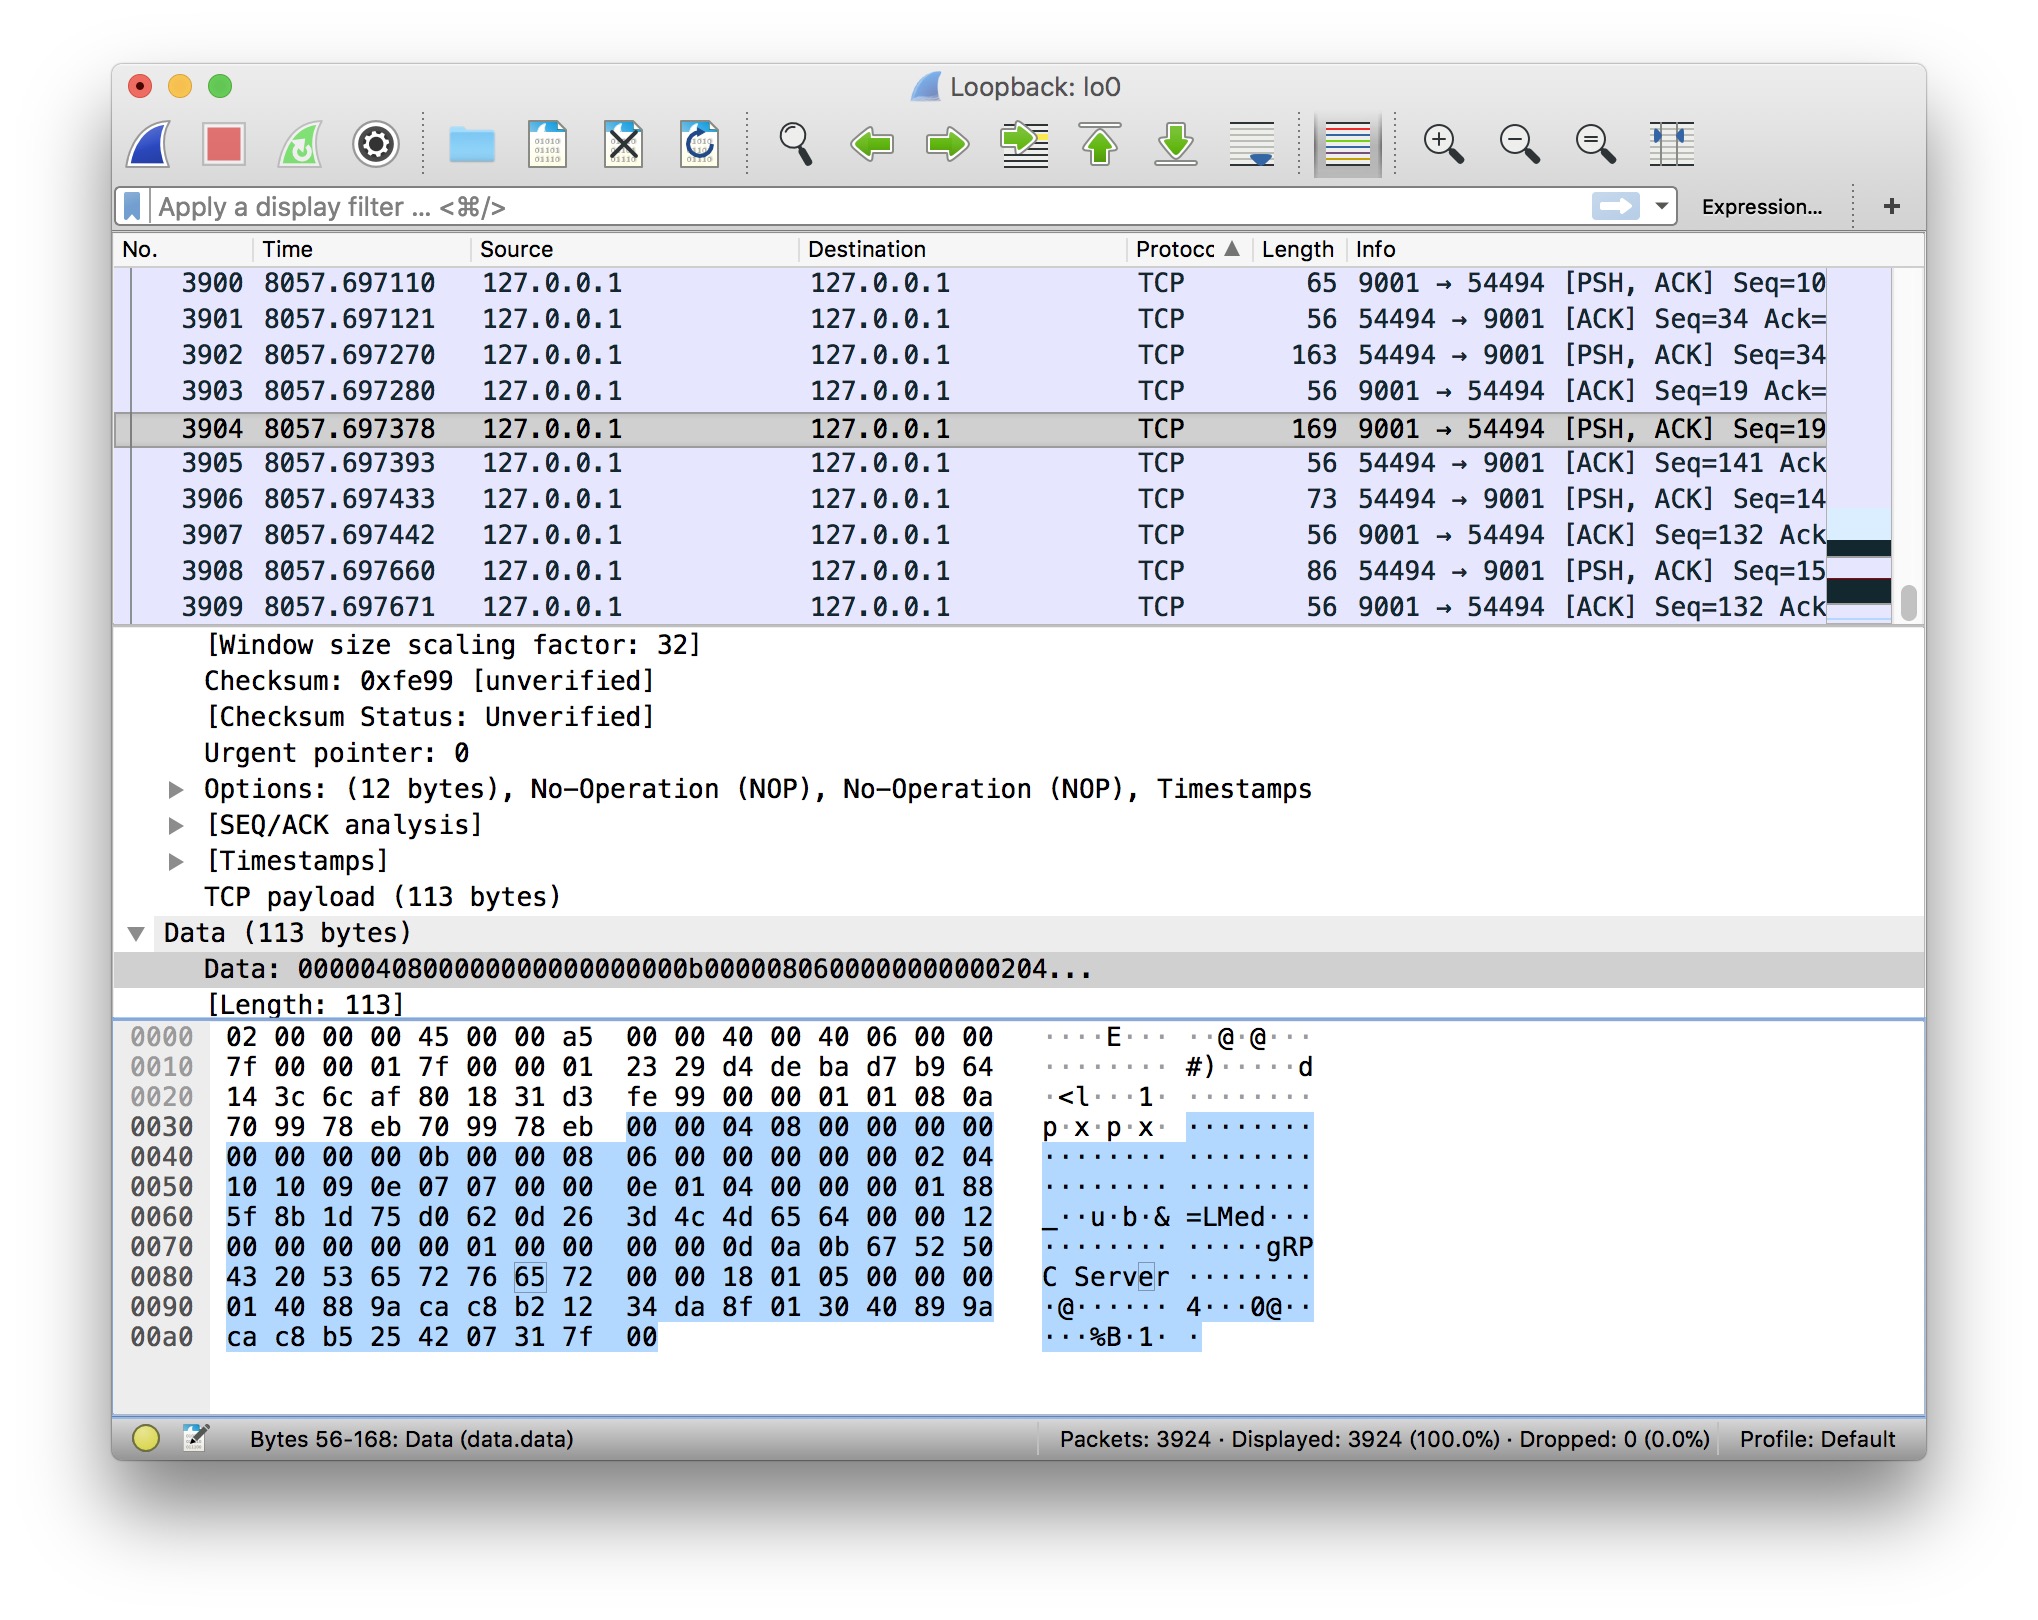 Loopback: lo0
Apply a display filter ... <⌘/>
Expression...
+
No. Time Source Destination Protocc Length Info
3900 8057.697110 127.0.0.1 127.0.0.1 TCP 65 9001 → 54494 [PSH, ACK] Seq=10
3901 8057.697121 127.0.0.1 127.0.0.1 TCP 56 54494 → 9001 [ACK] Seq=34 Ack=
3902 8057.697270 127.0.0.1 127.0.0.1 TCP 163 54494 → 9001 [PSH, ACK] Seq=34
3903 8057.697280 127.0.0.1 127.0.0.1 TCP 56 9001 → 54494 [ACK] Seq=19 Ack=
3904 8057.697378 127.0.0.1 127.0.0.1 TCP 169 9001 → 54494 [PSH, ACK] Seq=19
3905 8057.697393 127.0.0.1 127.0.0.1 TCP 56 54494 → 9001 [ACK] Seq=141 Ack
3906 8057.697433 127.0.0.1 127.0.0.1 TCP 73 54494 → 9001 [PSH, ACK] Seq=14
3907 8057.697442 127.0.0.1 127.0.0.1 TCP 56 9001 → 54494 [ACK] Seq=132 Ack
3908 8057.697660 127.0.0.1 127.0.0.1 TCP 86 54494 → 9001 [PSH, ACK] Seq=15
3909 8057.697671 127.0.0.1 127.0.0.1 TCP 56 9001 → 54494 [ACK] Seq=132 Ack
[Window size scaling factor: 32]
Checksum: 0xfe99 [unverified]
[Checksum Status: Unverified]
Urgent pointer: 0
Options: (12 bytes), No-Operation (NOP), No-Operation (NOP), Timestamps
[SEQ/ACK analysis]
[Timestamps]
TCP payload (113 bytes)
Data (113 bytes)
Data: 00000408000000000000000000b0000080600000000000204...
[Length: 113]
0000 02 00 00 00 45 00 00 a5 00 00 40 00 40 06 00 00 ····E··· ··@·@···
0010 7f 00 00 01 7f 00 00 01 23 29 d4 de ba d7 b9 64 ········ #)·····d
0020 14 3c 6c af 80 18 31 d3 fe 99 00 00 01 01 08 0a ·<l···1· ········
0030 70 99 78 eb 70 99 78 eb 00 00 04 08 00 00 00 00 p·x·p·x· ········
0040 00 00 00 00 0b 00 00 08 06 00 00 00 00 00 02 04 ········ ········
0050 10 10 09 0e 07 07 00 00 0e 01 04 00 00 00 01 88 ········ ········
0060 5f 8b 1d 75 d0 62 0d 26 3d 4c 4d 65 64 00 00 12 _··u·b·& =LMed···
0070 00 00 00 00 00 01 00 00 00 00 0d 0a 0b 67 52 50 ········ ·····gRP
0080 43 20 53 65 72 76 65 72 00 00 18 01 05 00 00 00 C Server ········
0090 01 40 88 9a ca c8 b2 12 34 da 8f 01 30 40 89 9a ·@······ 4···0@··
00a0 ca c8 b5 25 42 07 31 7f 00 ···%B·1· ·
Bytes 56-168: Data (data.data)
Packets: 3924 · Displayed: 3924 (100.0%) · Dropped: 0 (0.0%)
Profile: Default